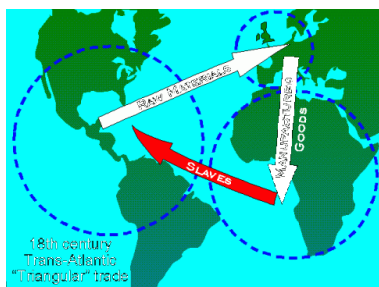 RAW MATERIALS
MANUFACTURED
GOODS
SLAVES
18th century
Trans-Atlantic
"Triangular" trade